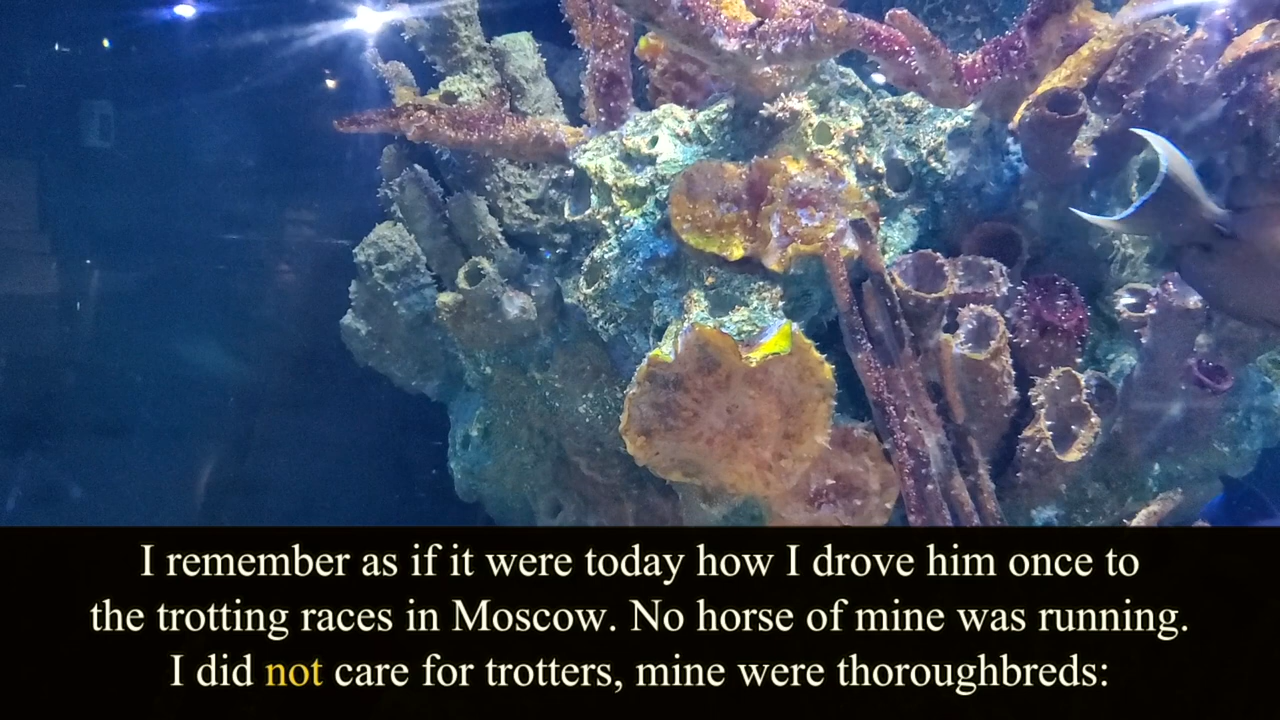 I remember as if it were today how I drove him once to
the trotting races in Moscow. No horse of mine was running.
I did not care for trotters, mine were thoroughbreds: